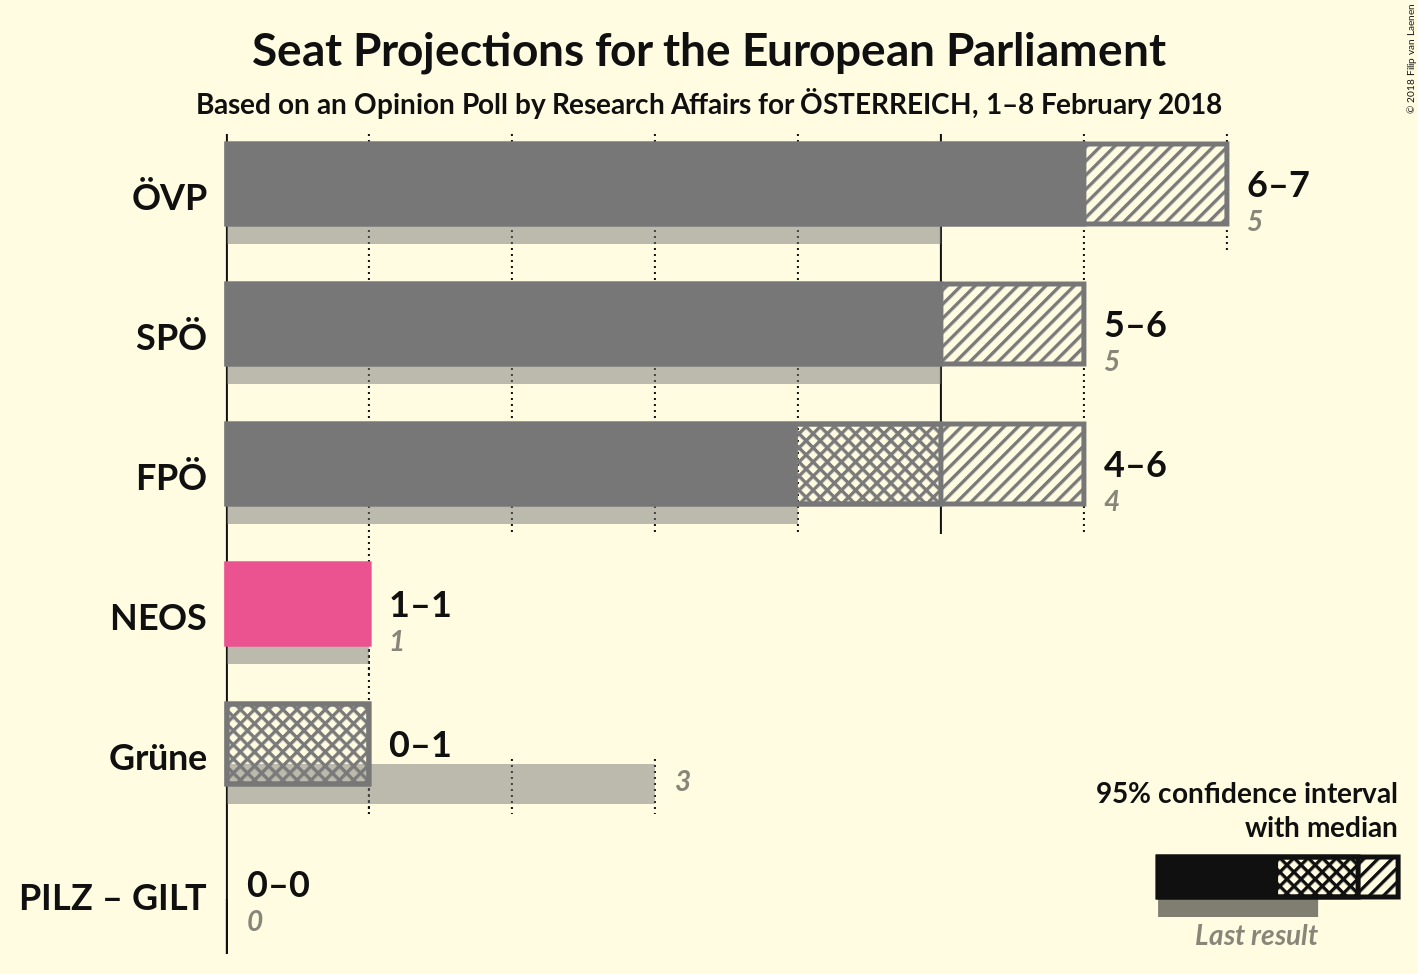 Seat Projections for the European Parliament
Based on an Opinion Poll by Research Affairs for ÖSTERREICH, 1–8 February 2018
© 2018 Filip van Laenen
ÖVP
6–7
5
SPÖ
5–6
5
FPÖ
4–6
4
NEOS
1–1
1
Grüne
0–1
3
PILZ – GILT
0–0
0
95% confidence interval
with median
Last result